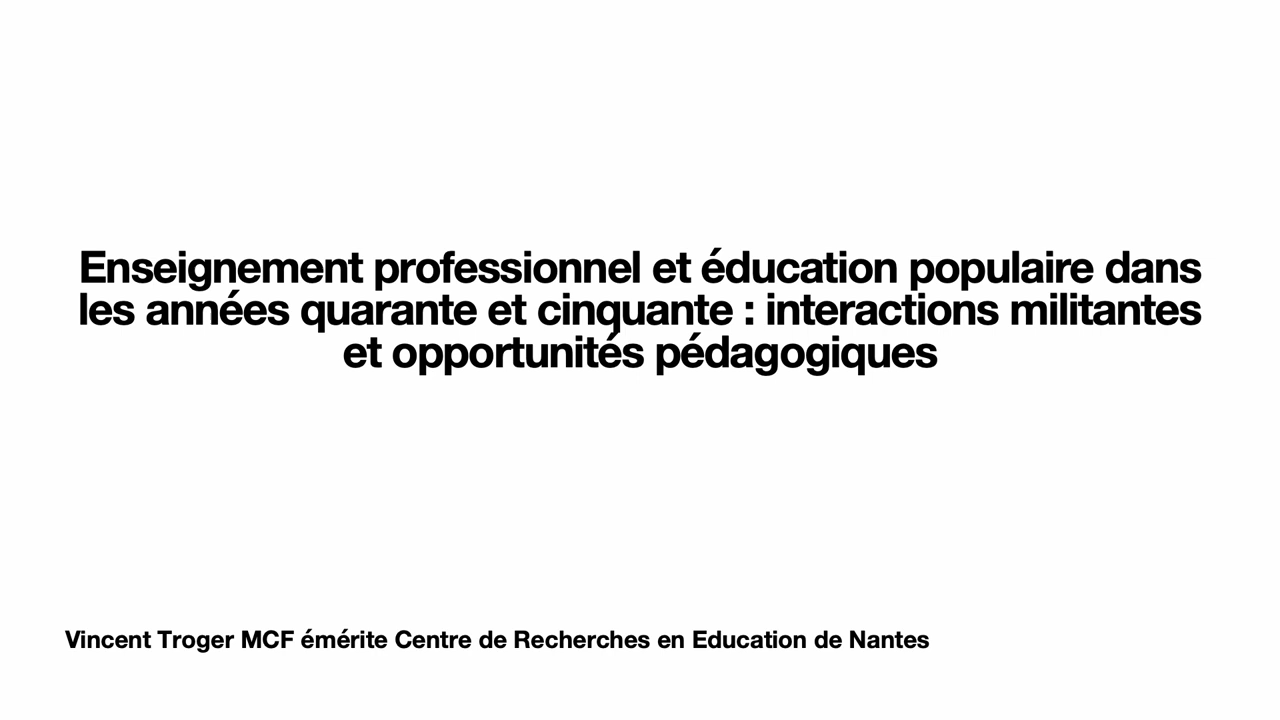 Enseignement professionnel et éducation populaire dans
les années quarante et cinquante : interactions militantes
et opportunités pédagogiques
Vincent Troger MCF émérite Centre de Recherches en Education de Nantes